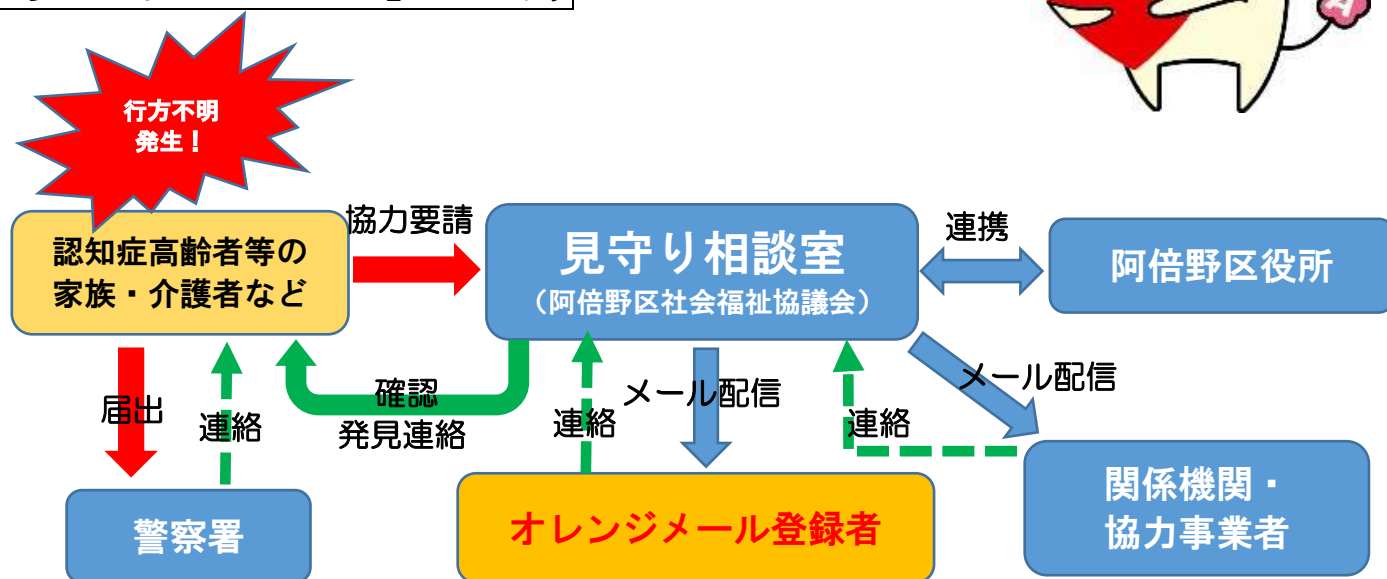 行方不明
発生！
認知症高齢者等の
家族・介護者など
協力要請
見守り相談室
（阿倍野区社会福祉協議会）
連携
阿倍野区役所
届出
連絡
確認
発見連絡
連絡
メール配信
連絡
メール配信
警察署
オレンジメール登録者
関係機関・
協力事業者
A